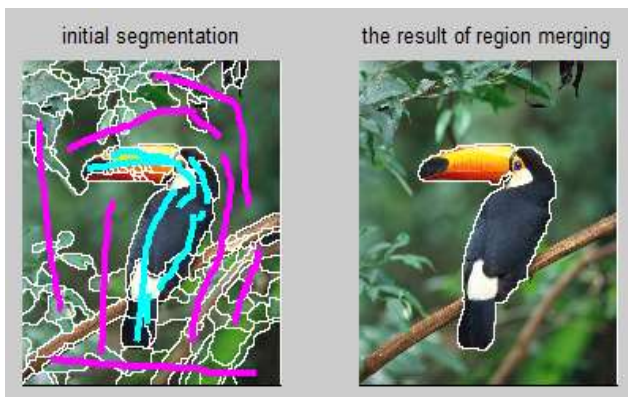 initial segmentation
the result of region merging